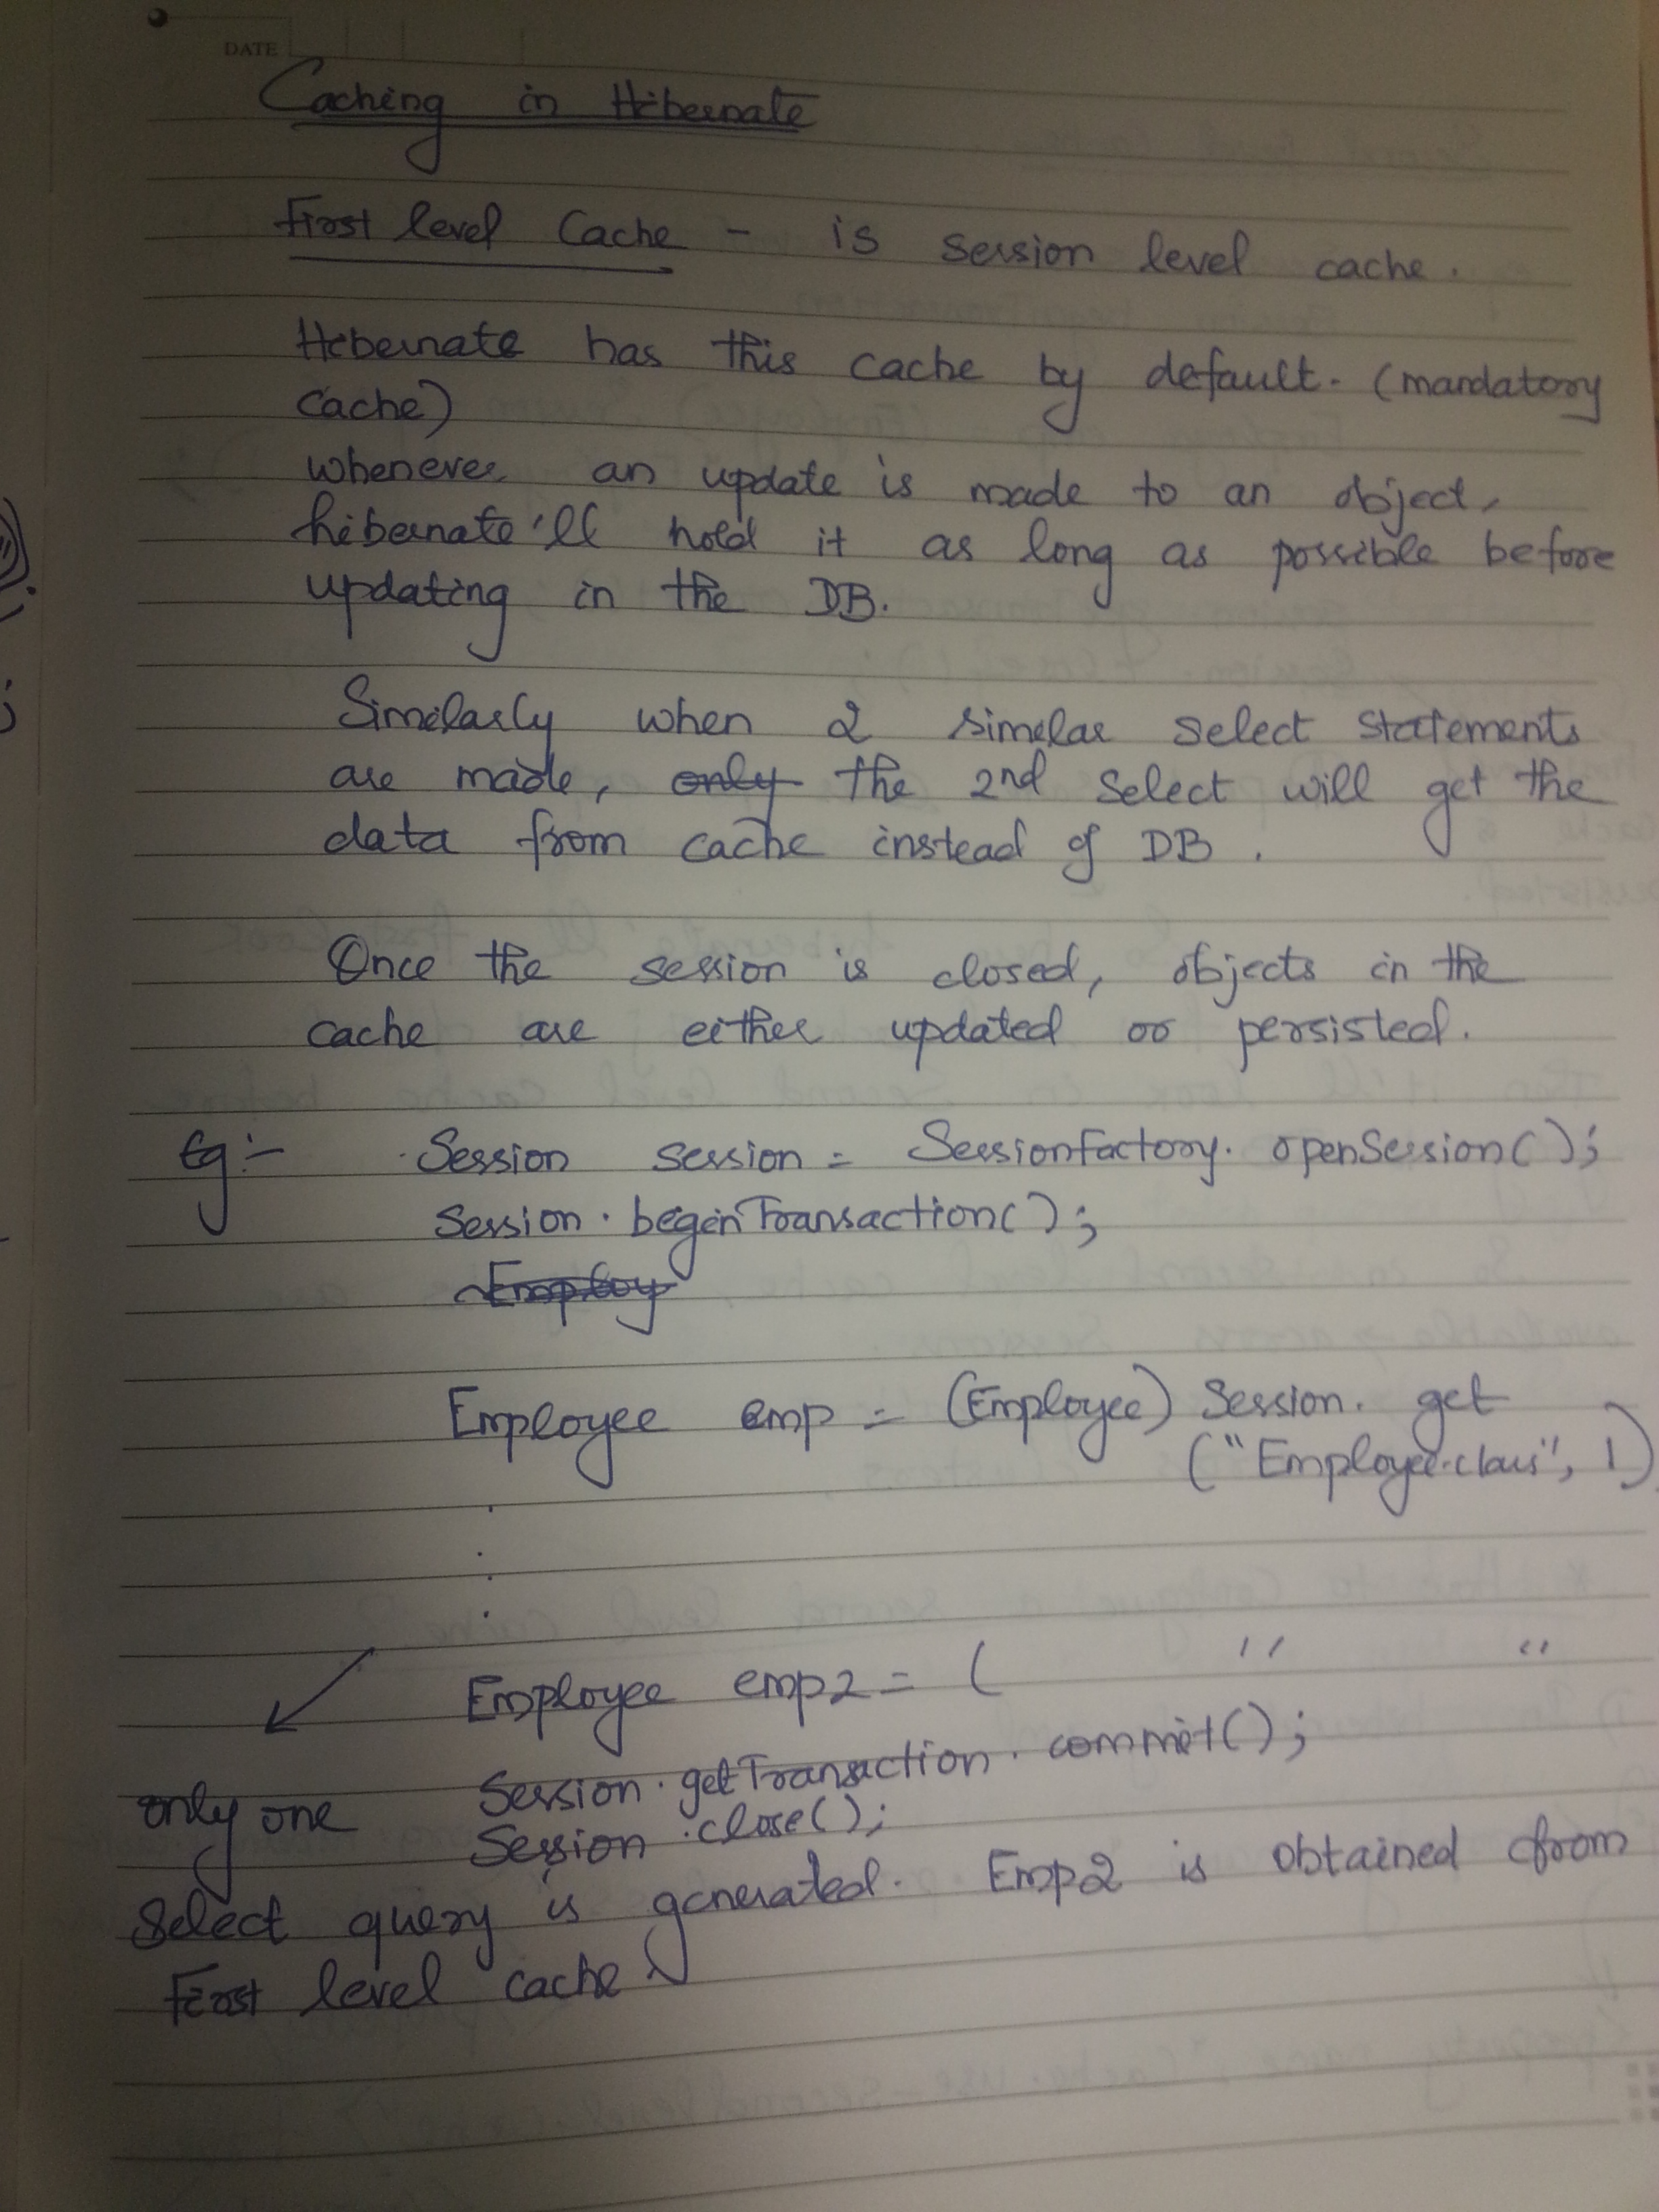 DATE
Caching in Hibernate
First level Cache - is session level cache.
Hibernate has this cache by default. (mandatory
cache)
whenever an update is made to an object,
hibernate'll hold it as long as possible before
updating in the DB.
Similarly when 2 similar select statements
are made, only the 2nd select will get the
data from cache instead of DB.
Once the session is closed, objects in the
cache are either updated or persisted.
Eg:- Session session = SessionFactory.openSession();
Session.beginTransaction();
Employ
Employee emp = (Employee) Session.get
("Employee.class", 1)
Employee emp2 = ( " "
Session.getTransaction.commit();
only one Session.close();
Select query is generated. Emp2 is obtained from
First level cache.